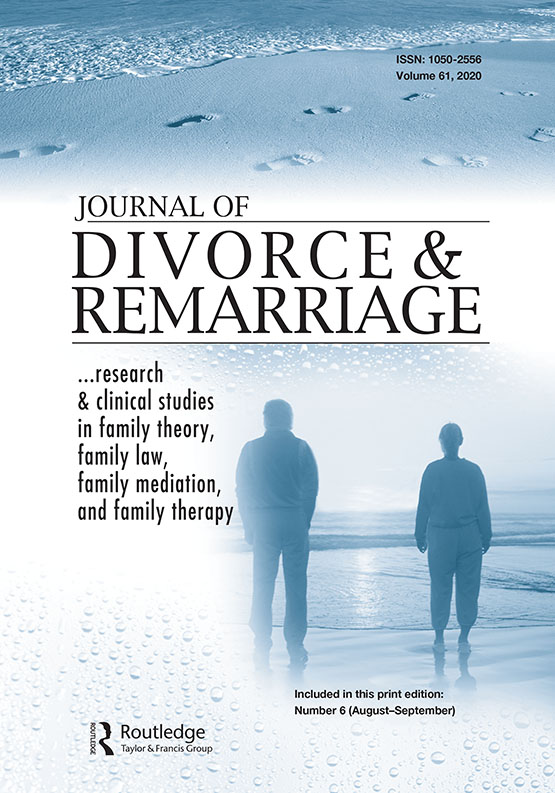 ISSN: 1050-2556
Volume 61, 2020
JOURNAL OF
DIVORCE &
REMARRIAGE
...research
& clinical studies
in family theory,
family law,
family mediation,
and family therapy
Included in this print edition:
Number 6 (August–September)
ROUTLEDGE
Routledge
Taylor & Francis Group